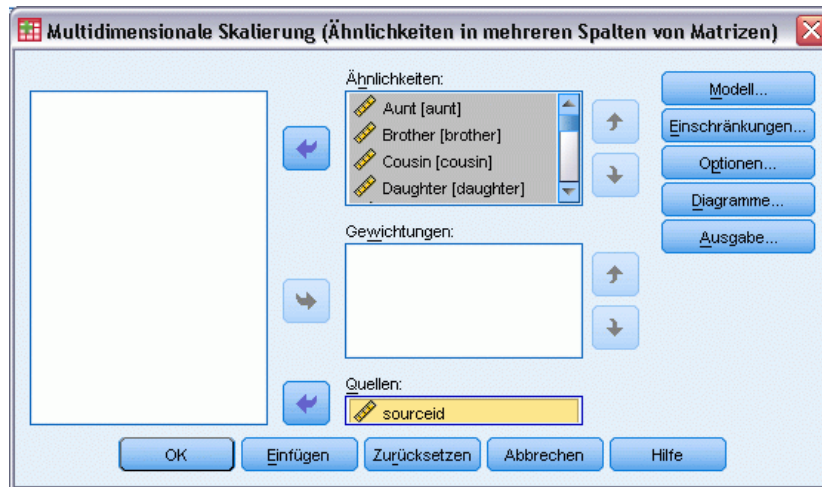 Multidimensionale Skalierung (Ähnlichkeiten in mehreren Spalten von Matrizen)
Ähnlichkeiten:
Aunt [aunt]
Brother [brother]
Cousin [cousin]
Daughter [daughter]
Gewichtungen:
Quellen:
sourceid
Modell...
Einschränkungen...
Optionen...
Diagramme...
Ausgabe...
OK
Einfügen
Zurücksetzen
Abbrechen
Hilfe